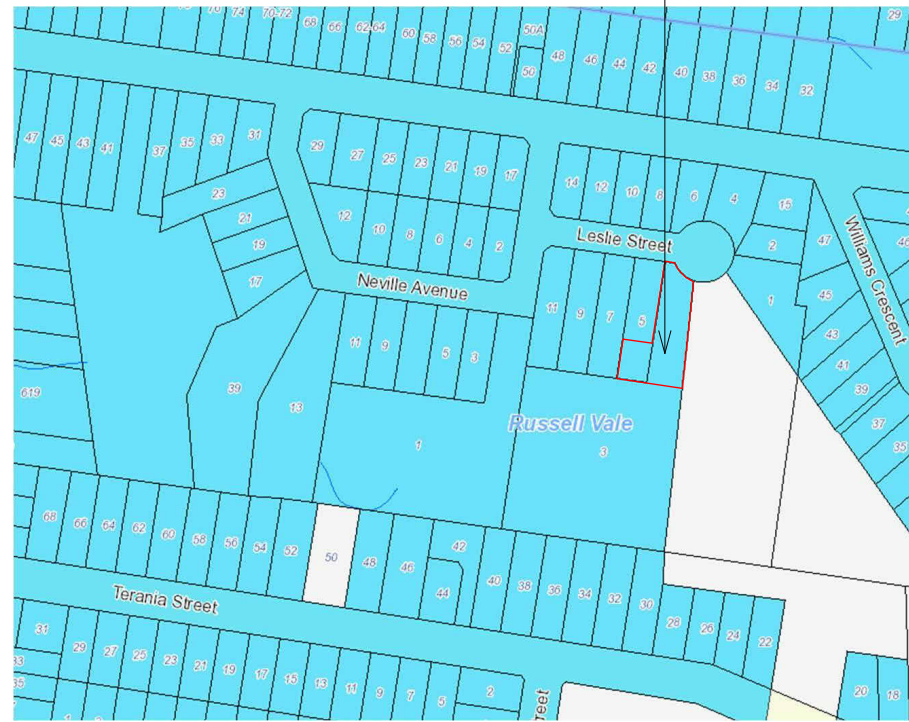 68 66 62-64 60 58 56 54 52 50A 50 48 46 44 42 40 38 36 34 32 29
74 70-72
47 45 43 41 37 35 33 31
29 27 25 23 21 19 17
14 12 10 8 6 4 15
23
21
19
17
12 10 8 6 4 2
Leslie Street
2
47
Williams Crescent
46
Neville Avenue
11 9 7 5
1
45
43
41
39
37
35
11 9 5 3
39
13
619
Russell Vale
1
3
68 66 64 62 60 58 56 54 52
50
48 46 42
44
40 38 36 34 32 30
28 26 24 22
Terania Street
31 29 27 25 23 21 19 17 15 13 11 9 7 5
2
33
35
20 18